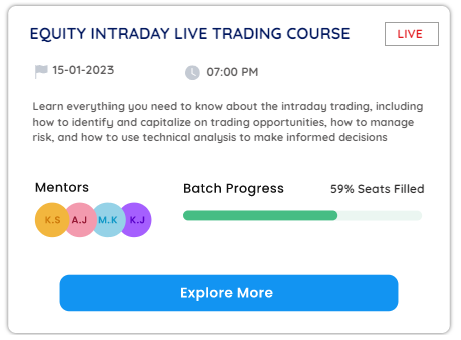 EQUITY INTRADAY LIVE TRADING COURSE
LIVE
15-01-2023
07:00 PM
Learn everything you need to know about the intraday trading, including
how to identify and capitalize on trading opportunities, how to manage
risk, and how to use technical analysis to make informed decisions
Mentors
Batch Progress
59% Seats Filled
K.S A.J M.K K.J
Explore More